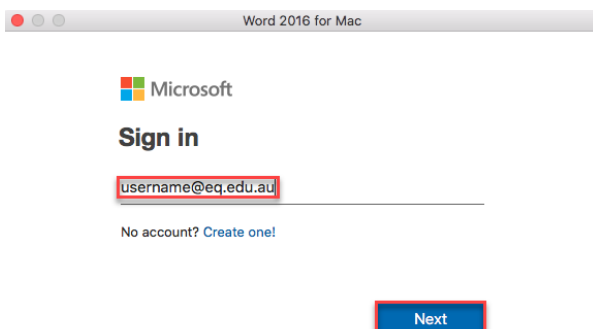 Word 2016 for Mac
Microsoft
Sign in
username@eq.edu.au
No account? Create one!
Next